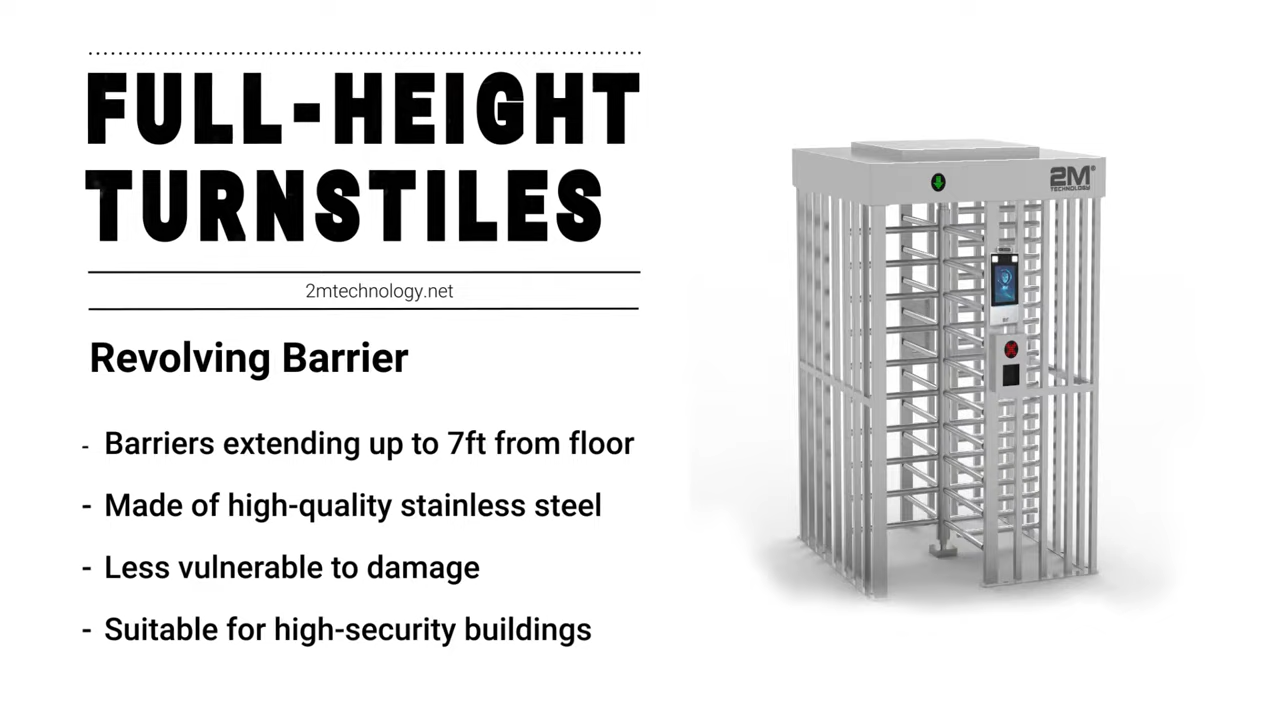 FULL-HEIGHT
TURNSTILES
2mtechnology.net
Revolving Barrier
- Barriers extending up to 7ft from floor
- Made of high-quality stainless steel
- Less vulnerable to damage
- Suitable for high-security buildings
2M®
TECHNOLOGY